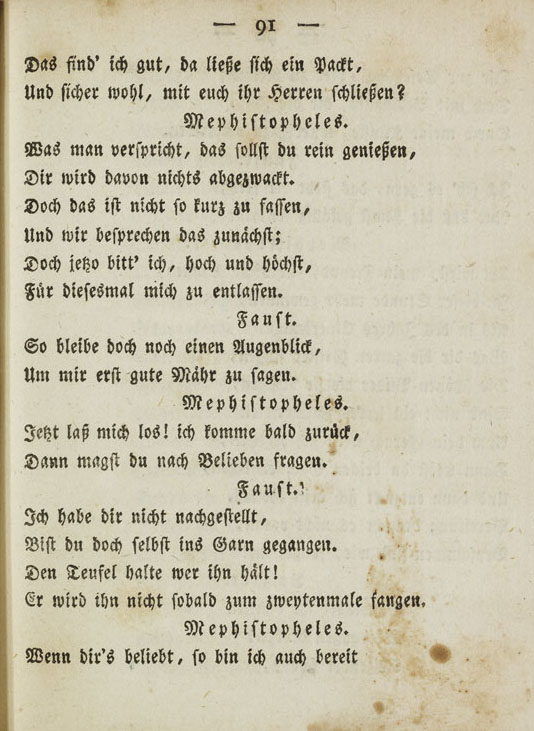 — 91 —
Das find' ich gut, da ließe sich ein Packt,
Und sicher wohl, mit euch ihr Herren schließen?
Mephistopheles.
Was man verspricht, das sollst du rein genießen,
Dir wird davon nichts abgezwackt.
Doch das ist nicht so kurz zu fassen,
Und wir besprechen das zunächst;
Doch jetzo bitt' ich, hoch und höchst,
Für diesesmal mich zu entlassen.
Faust.
So bleibe doch noch einen Augenblick,
Um mir erst gute Mähr zu sagen.
Mephistopheles.
Jetzt laß mich los! ich komme bald zurück,
Dann magst du nach Belieben fragen.
Faust.
Ich habe dir nicht nachgestellt,
Bist du doch selbst ins Garn gegangen.
Den Teufel halte wer ihn hält!
Er wird ihn nicht sobald zum zweytenmale fangen.
Mephistopheles.
Wenn dir's beliebt, so bin ich auch bereit